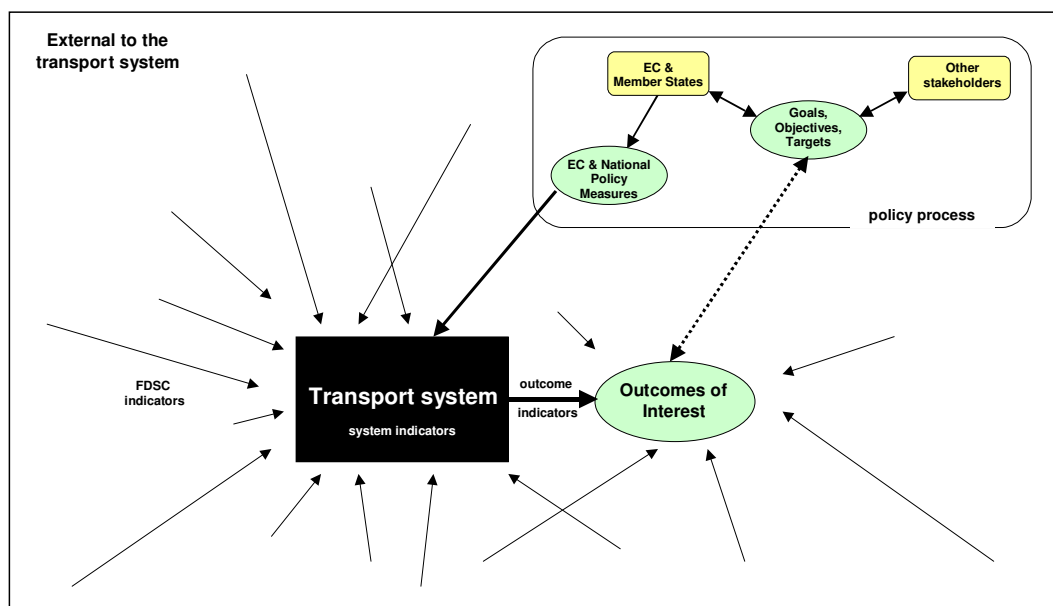 External to the
transport system
EC &
Member States
Other
stakeholders
Goals,
Objectives,
Targets
EC & National
Policy
Measures
policy process
FDSC
indicators
Transport system
system indicators
outcome
indicators
Outcomes of
Interest